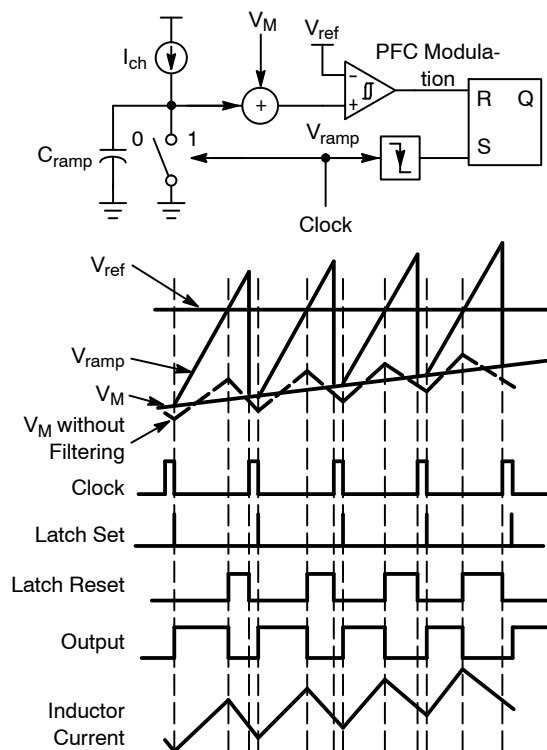 V_M
V_ref
PFC Modula-
tion
I_ch
R Q
0 1
C_ramp
V_ramp
S
Clock
V_ref
V_ramp
V_M
V_M without
Filtering
Clock
Latch Set
Latch Reset
Output
Inductor
Current